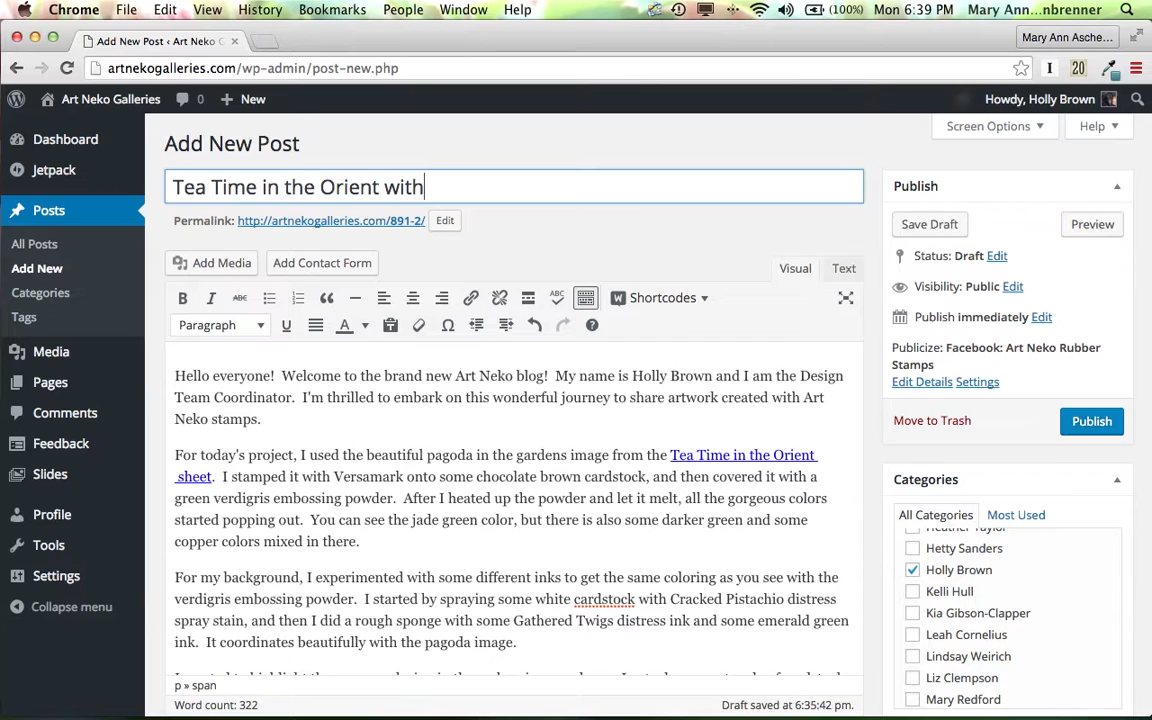 Chrome File Edit View History Bookmarks People Window Help (100%) Mon 6:39 PM Mary Ann...nbrenner
Add New Post ‹ Art Neko G × Mary Ann Asche...
artnekogalleries.com/wp-admin/post-new.php 20
Art Neko Galleries 0 + New Howdy, Holly Brown
Screen Options Help
Dashboard
Jetpack
Posts
All Posts
Add New
Categories
Tags
Media
Pages
Comments
Feedback
Slides
Profile
Tools
Settings
Collapse menu
Add New Post
Tea Time in the Orient with
Permalink: http://artnekogalleries.com/891-2/ Edit
Add Media Add Contact Form Visual Text
B I ABC ABC W Shortcodes
Paragraph U A Ω ?
Hello everyone! Welcome to the brand new Art Neko blog! My name is Holly Brown and I am the Design
Team Coordinator. I'm thrilled to embark on this wonderful journey to share artwork created with Art
Neko stamps.
For today's project, I used the beautiful pagoda in the gardens image from the Tea Time in the Orient
sheet. I stamped it with Versamark onto some chocolate brown cardstock, and then covered it with a
green verdigris embossing powder. After I heated up the powder and let it melt, all the gorgeous colors
started popping out. You can see the jade green color, but there is also some darker green and some
copper colors mixed in there.
For my background, I experimented with some different inks to get the same coloring as you see with the
verdigris embossing powder. I started by spraying some white cardstock with Cracked Pistachio distress
spray stain, and then I did a rough sponge with some Gathered Twigs distress ink and some emerald green
ink. It coordinates beautifully with the pagoda image.
p » span
Word count: 322 Draft saved at 6:35:42 pm.
Publish
Save Draft Preview
Status: Draft Edit
Visibility: Public Edit
Publish immediately Edit
Publicize: Facebook: Art Neko Rubber
Stamps
Edit Details Settings
Move to Trash Publish
Categories
All Categories Most Used
Heather Taylor
Hetty Sanders
Holly Brown
Kelli Hull
Kia Gibson-Clapper
Leah Cornelius
Lindsay Weirich
Liz Clempson
Mary Redford